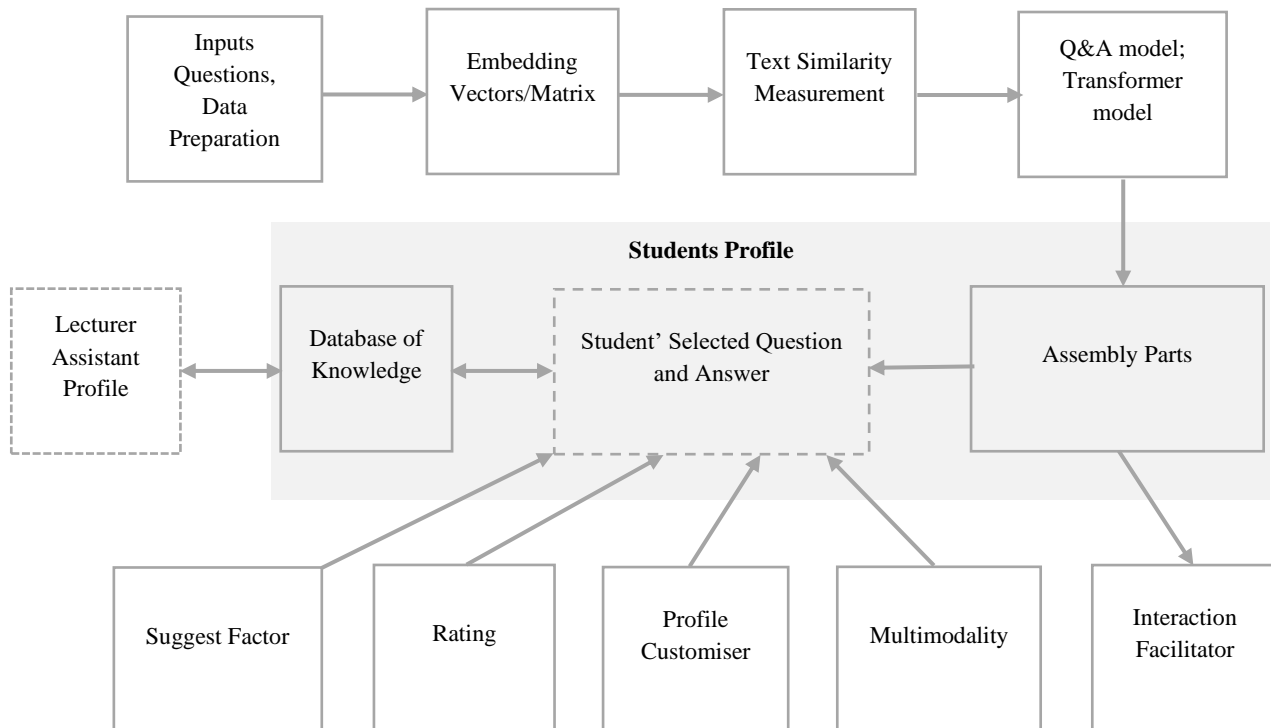 Inputs
Questions,
Data
Preparation
Embedding
Vectors/Matrix
Text Similarity
Measurement
Q&A model;
Transformer
model
Students Profile
Lecturer
Assistant
Profile
Database of
Knowledge
Student’ Selected Question
and Answer
Assembly Parts
Suggest Factor
Rating
Profile
Customiser
Multimodality
Interaction
Facilitator